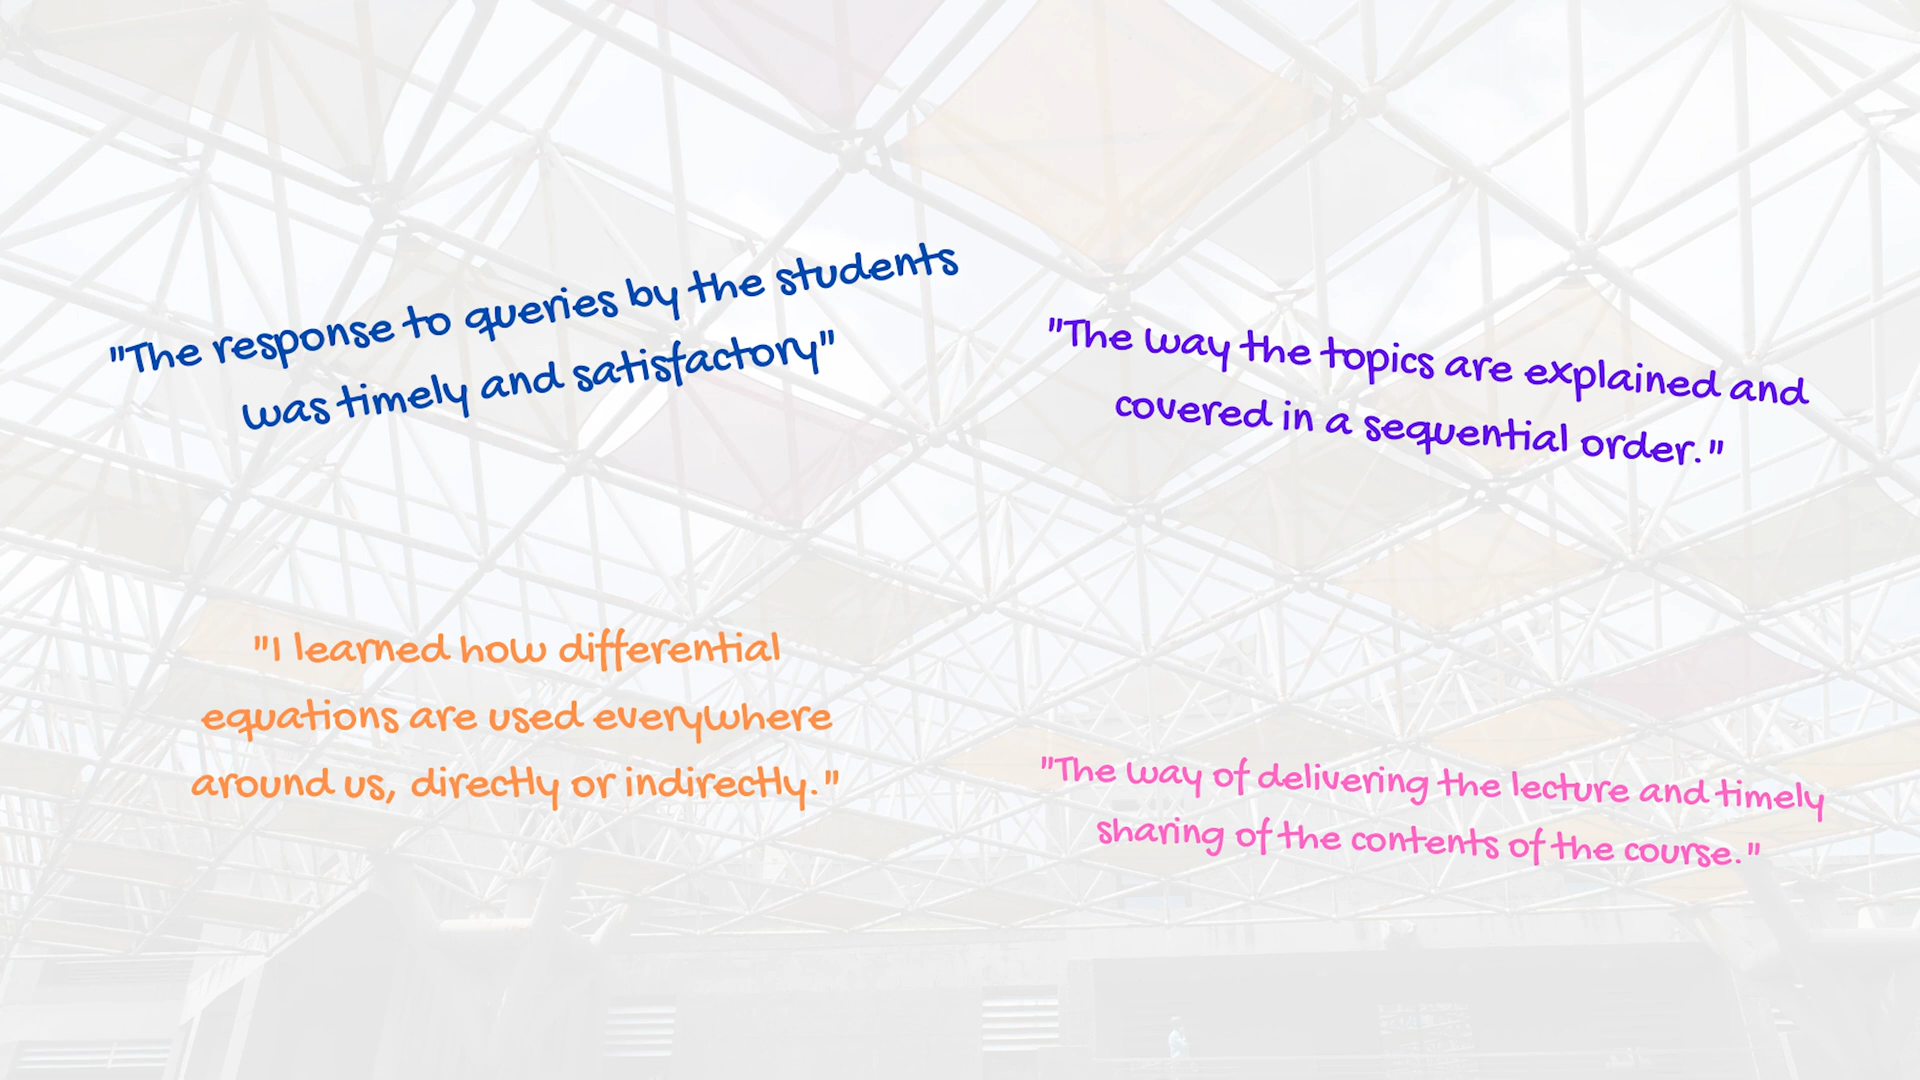 "The response to queries by the students
was timely and satisfactory"
"The way the topics are explained and
covered in a sequential order."
"I learned how differential
equations are used everywhere
around us, directly or indirectly."
"The way of delivering the lecture and timely
sharing of the contents of the course."